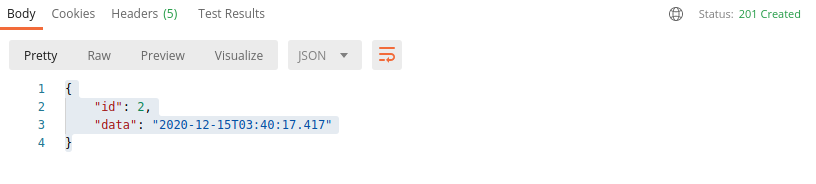 Body Cookies Headers (5) Test Results Status: 201 Created
Pretty Raw Preview Visualize JSON
1 {
2 "id": 2,
3 "data": "2020-12-15T03:40:17.417"
4 }